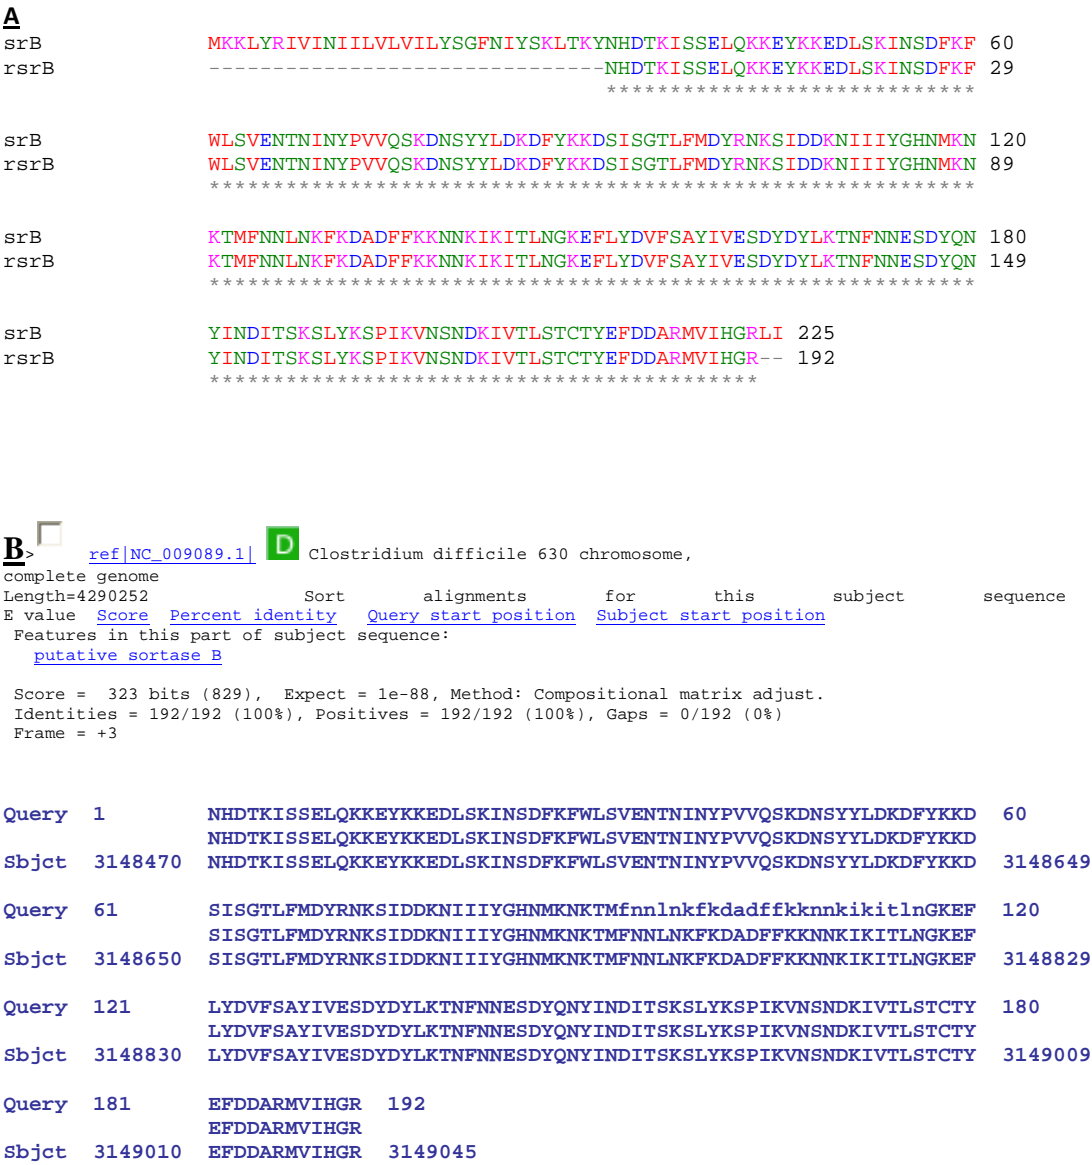 A
srB MKKLYRIVINIILVLVILYSGFNIYSKLTKYNHDTKISSELQKKEYKKEDLSKINSDFKF 60
rsrB -------------------------------NHDTKISSELQKKEYKKEDLSKINSDFKF 29
*****************************
srB WLSVENTNINYPVVQSKDNSYYLDKDFYKKDSISGTLFMDYRNKSIDDKNIIIYGHNMKN 120
rsrB WLSVENTNINYPVVQSKDNSYYLDKDFYKKDSISGTLFMDYRNKSIDDKNIIIYGHNMKN 89
************************************************************
srB KTMFNNLNKFKDADFFKKNNKIKITLNGKEFLYDVFSAYIVESDYDYLKTNFNNESDYQN 180
rsrB KTMFNNLNKFKDADFFKKNNKIKITLNGKEFLYDVFSAYIVESDYDYLKTNFNNESDYQN 149
************************************************************
srB YINDITSKSLYKSPIKVNSNDKIVTLSTCTYEFDDARMVIHGRLI 225
rsrB YINDITSKSLYKSPIKVNSNDKIVTLSTCTYEFDDARMVIHGR-- 192
*******************************************
B> ref|NC_009089.1| D Clostridium difficile 630 chromosome,
complete genome
Length=4290252 Sort alignments for this subject sequence
E value Score Percent identity Query start position Subject start position
Features in this part of subject sequence:
putative sortase B
Score = 323 bits (829), Expect = 1e-88, Method: Compositional matrix adjust.
Identities = 192/192 (100%), Positives = 192/192 (100%), Gaps = 0/192 (0%)
Frame = +3
Query 1 NHDTKISSELQKKEYKKEDLSKINSDFKFWLSVENTNINYPVVQSKDNSYYLDKDFYKKD 60
NHDTKISSELQKKEYKKEDLSKINSDFKFWLSVENTNINYPVVQSKDNSYYLDKDFYKKD
Sbjct 3148470 NHDTKISSELQKKEYKKEDLSKINSDFKFWLSVENTNINYPVVQSKDNSYYLDKDFYKKD 3148649
Query 61 SISGTLFMDYRNKSIDDKNIIIYGHNMKNKTMfnnlnkfkdadffkknnkikitlnGKEF 120
SISGTLFMDYRNKSIDDKNIIIYGHNMKNKTMFNNLNKFKDADFFKKNNKIKITLNGKEF
Sbjct 3148650 SISGTLFMDYRNKSIDDKNIIIYGHNMKNKTMFNNLNKFKDADFFKKNNKIKITLNGKEF 3148829
Query 121 LYDVFSAYIVESDYDYLKTNFNNESDYQNYINDITSKSLYKSPIKVNSNDKIVTLSTCTY 180
LYDVFSAYIVESDYDYLKTNFNNESDYQNYINDITSKSLYKSPIKVNSNDKIVTLSTCTY
Sbjct 3148830 LYDVFSAYIVESDYDYLKTNFNNESDYQNYINDITSKSLYKSPIKVNSNDKIVTLSTCTY 3149009
Query 181 EFDDARMVIHGR 192
EFDDARMVIHGR
Sbjct 3149010 EFDDARMVIHGR 3149045